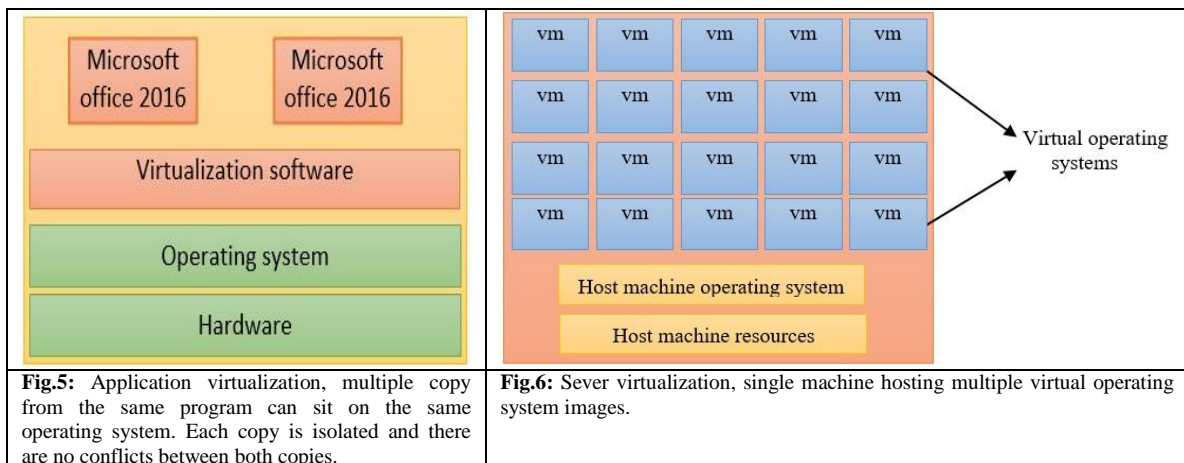 Microsoft
office 2016
Microsoft
office 2016
Virtualization software
Operating system
Hardware
Fig.5: Application virtualization, multiple copy
from the same program can sit on the same
operating system. Each copy is isolated and there
are no conflicts between both copies.
vm vm vm vm vm
vm vm vm vm vm
vm vm vm vm vm
vm vm vm vm vm
Virtual operating
systems
Host machine operating system
Host machine resources
Fig.6: Sever virtualization, single machine hosting multiple virtual operating
system images.